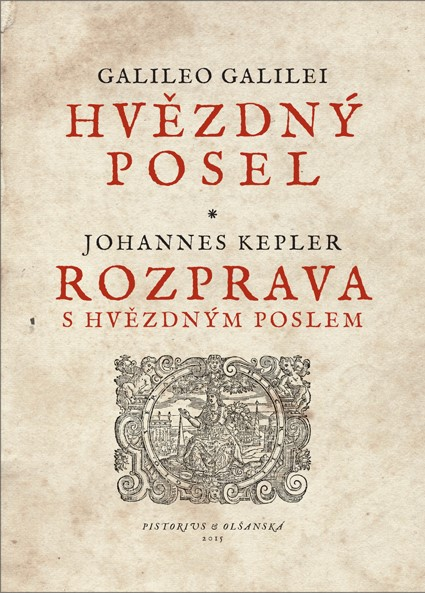 GALILEO GALILEI
HVĚZDNÝ
POSEL
*
JOHANNES KEPLER
ROZPRAVA
S HVĚZDNÝM POSLEM
PISTORIUS & OLŠANSKÁ
2015